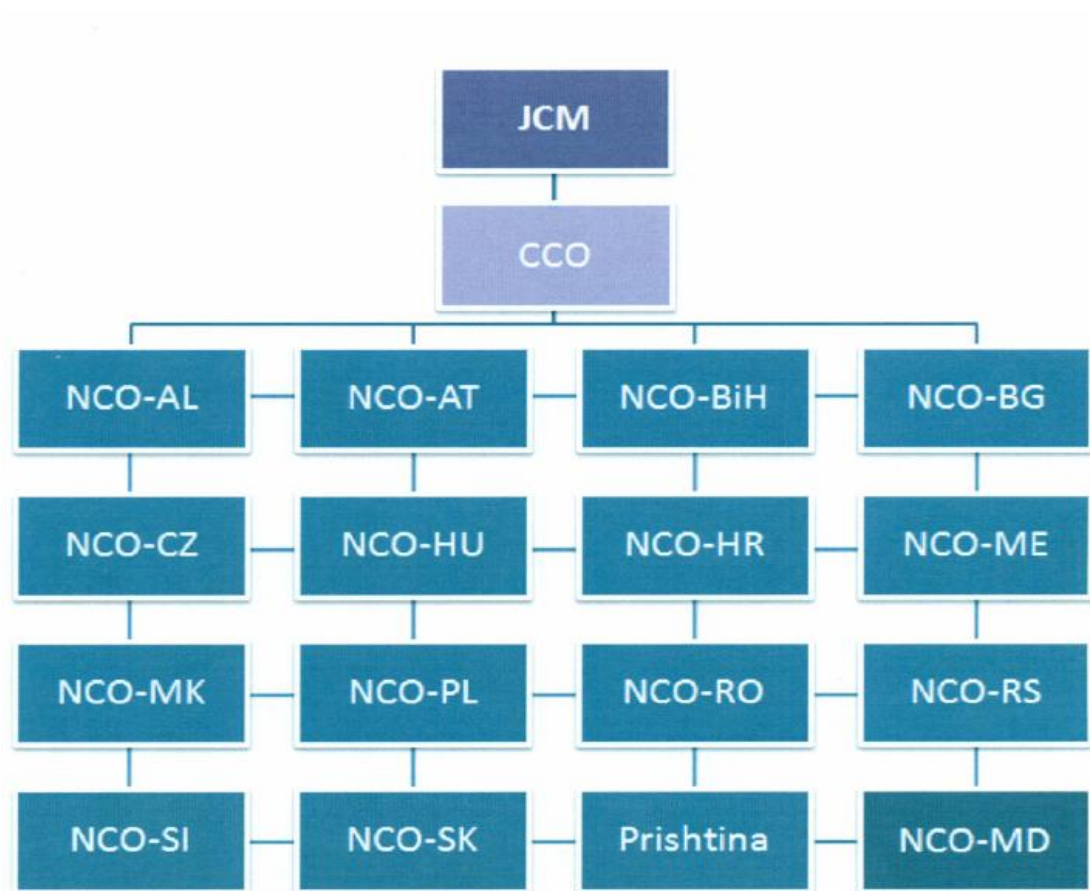 JCM
CCO
NCO-AL NCO-AT NCO-BiH NCO-BG
NCO-CZ NCO-HU NCO-HR NCO-ME
NCO-MK NCO-PL NCO-RO NCO-RS
NCO-SI NCO-SK Prishtina NCO-MD